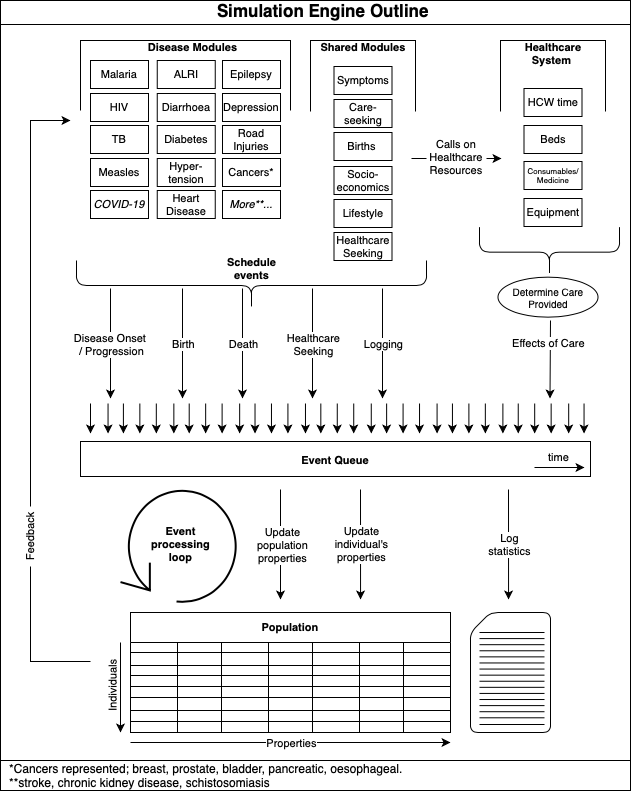 Simulation Engine Outline
Disease Modules
Shared Modules
Healthcare
System
Malaria
ALRI
Epilepsy
HIV
Diarrhoea
Depression
TB
Diabetes
Road
Injuries
Measles
Hyper-
tension
Cancers*
COVID-19
Heart
Disease
More**...
Symptoms
Care-
seeking
Births
Socio-
economics
Lifestyle
Healthcare
Seeking
Calls on
Healthcare
Resources
HCW time
Beds
Consumables/
Medicine
Equipment
Schedule
events
Determine Care
Provided
Disease Onset
/ Progression
Birth
Death
Healthcare
Seeking
Logging
Effects of Care
Event Queue
time
Feedback
Event
processing
loop
Update
population
properties
Update
individual's
properties
Log
statistics
Population
Individuals
Properties
*Cancers represented; breast, prostate, bladder, pancreatic, oesophageal.
**stroke, chronic kidney disease, schistosomiasis